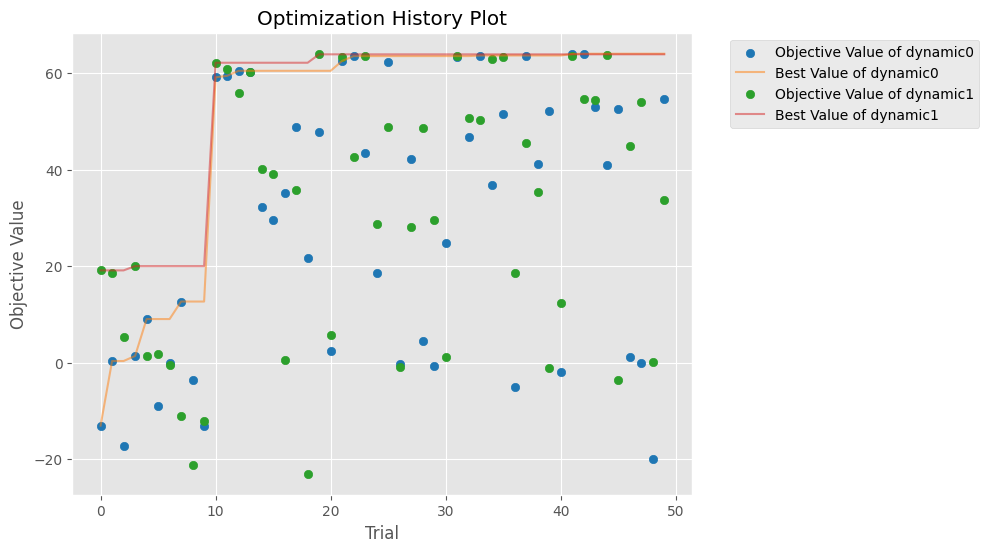 Optimization History Plot
Objective Value
60
40
20
0
−20
0
10
20
30
40
50
Trial
Objective Value of dynamic0
Best Value of dynamic0
Objective Value of dynamic1
Best Value of dynamic1